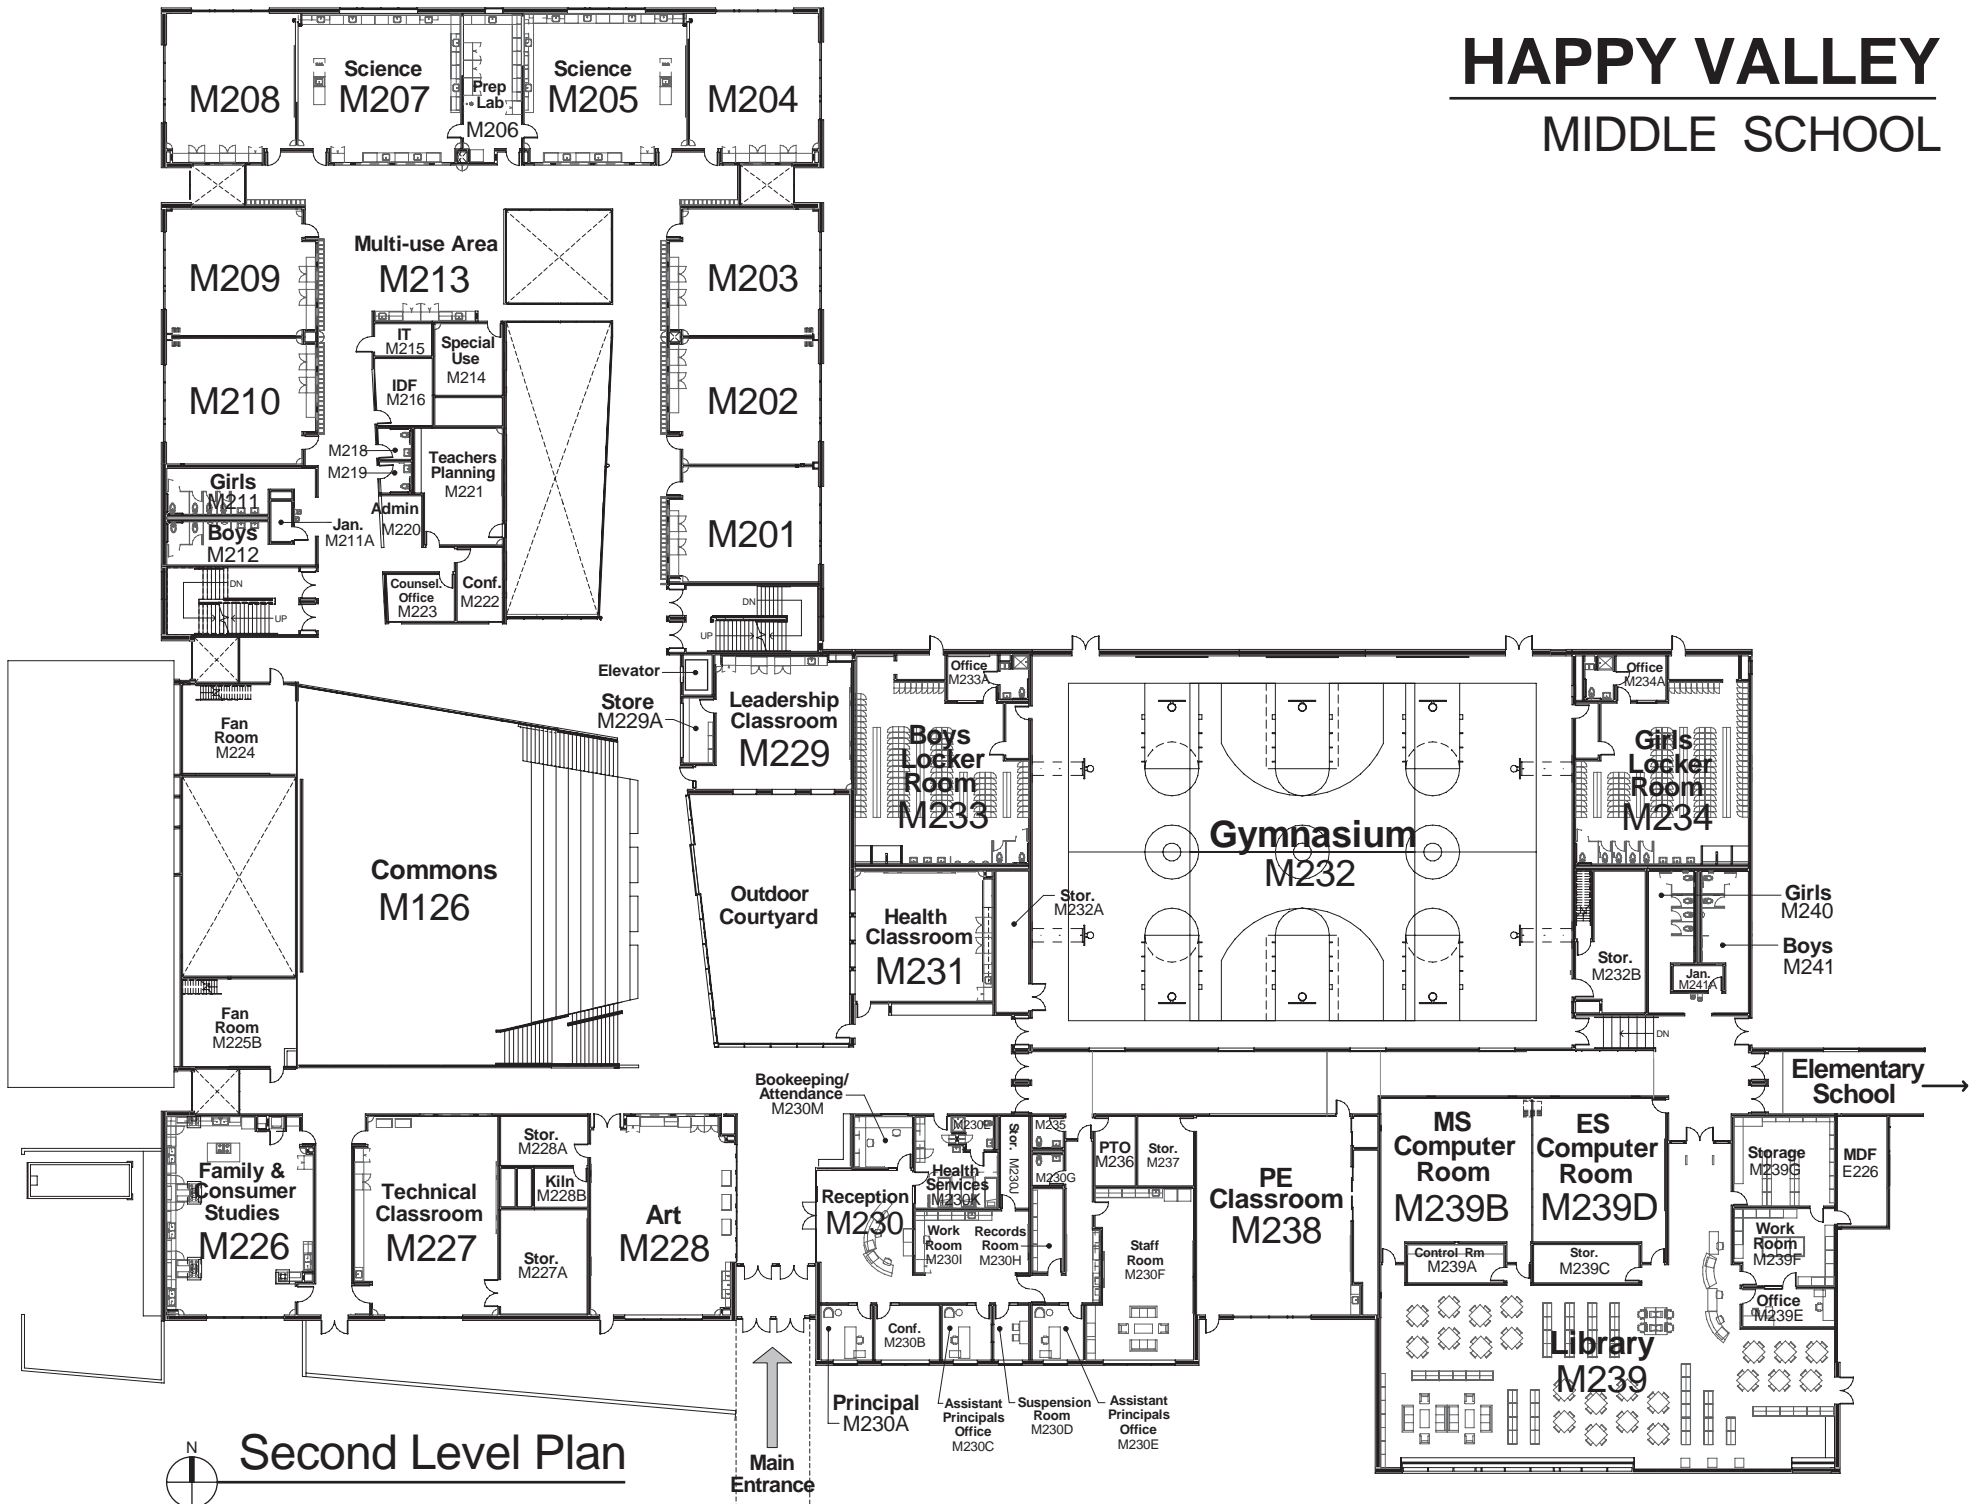 HAPPY VALLEY
MIDDLE SCHOOL
M208
Science
M207
Prep
Lab
M206
Science
M205
M204
M209
Multi-use Area
M213
M203
IT
M215
Special
Use
M214
IDF
M216
M210
M202
M218
M219
Teachers
Planning
M221
Girls
M211
Admin
M220
Jan.
M211A
Boys
M212
M201
DN
UP
Counsel.
Office
M223
Conf.
M222
DN
UP
Elevator
Store
M229A
Leadership
Classroom
M229
Office
M233A
Boys
Locker
Room
M233
Office
M234A
Girls
Locker
Room
M234
Fan
Room
M224
Commons
M126
Gymnasium
M232
Outdoor
Courtyard
Health
Classroom
M231
Stor.
M232A
Stor.
M232B
Girls
M240
Boys
M241
Jan.
M241A
DN
Fan
Room
M225B
Elementary
School
Bookeeping/
Attendance
M230M
Family &
Consumer
Studies
M226
Technical
Classroom
M227
Stor.
M228A
Kiln
M228B
Stor.
M227A
Art
M228
Reception
M230
M230L
Health
Services
M230K
Stor. M230J
M235
M230G
Work
Room
M230I
Records
Room
M230H
PTO
M236
Stor.
M237
Staff
Room
M230F
PE
Classroom
M238
MS
Computer
Room
M239B
ES
Computer
Room
M239D
Control Rm
M239A
Stor.
M239C
Storage
M239G
MDF
E226
Work
Room
M239F
Office
M239E
Library
M239
Conf.
M230B
Principal
M230A
Assistant
Principals
Office
M230C
Suspension
Room
M230D
Assistant
Principals
Office
M230E
Main
Entrance
N
Second Level Plan